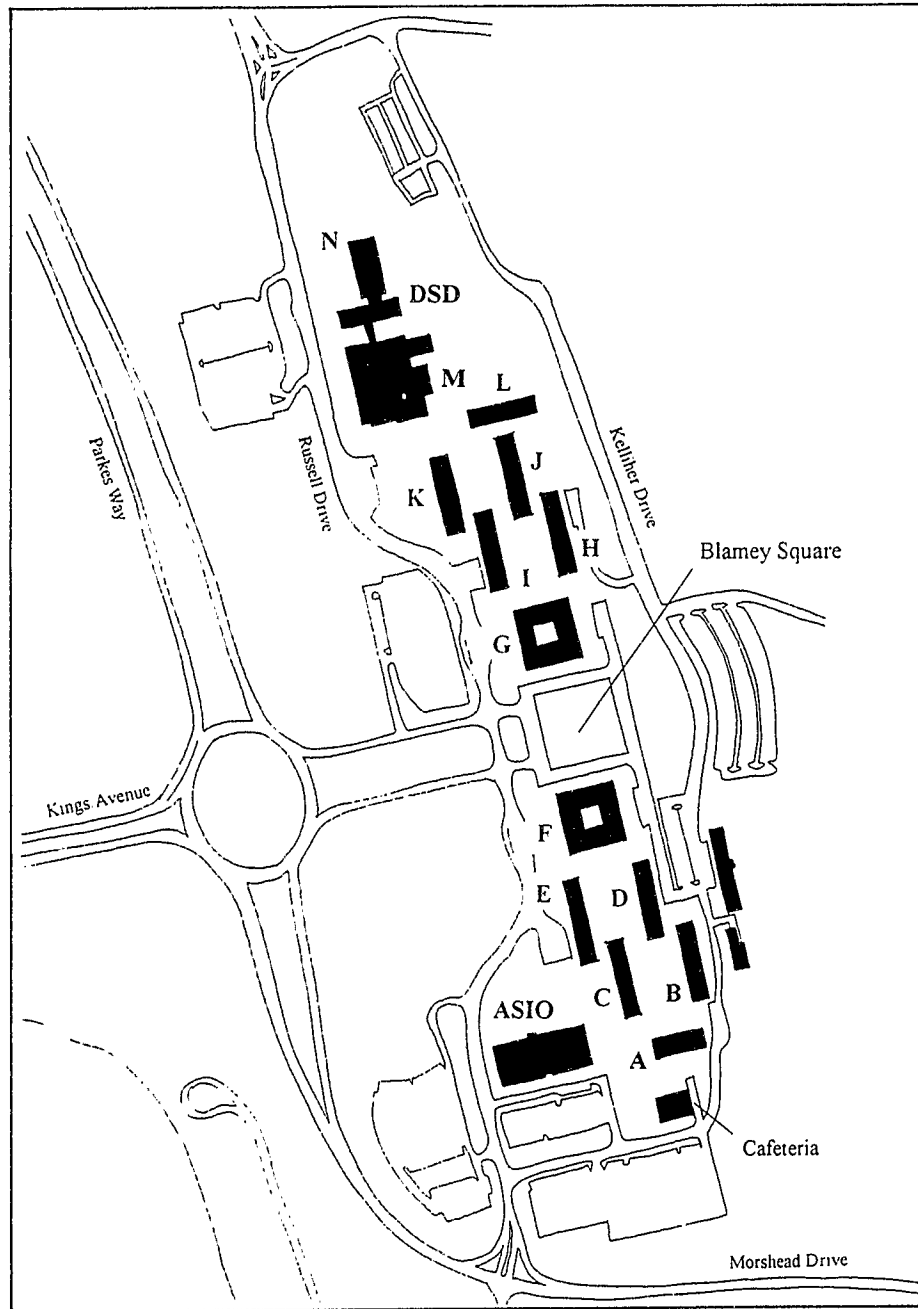 N
DSD
M
L
J
K
H
I
G
Blamey Square
Parkes Way
Russell Drive
Kelliher Drive
Kings Avenue
F
E
D
C
B
ASIO
A
Cafeteria
Morshead Drive